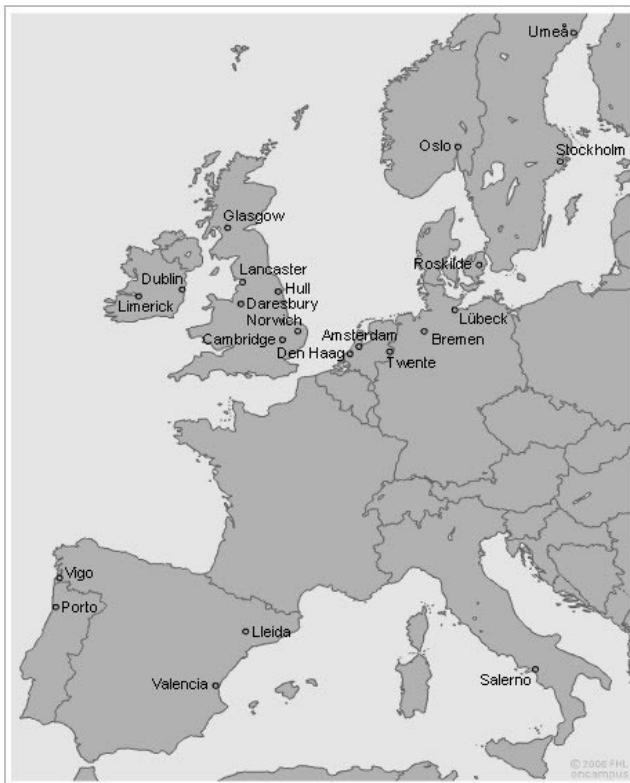 Umeå
Oslo
Stockholm
Glasgow
Roskilde
Dublin
Lancaster
Hull
Limerick
Daresbury
Norwich
Lübeck
Cambridge
Amsterdam
Bremen
Den Haag
Twente
Vigo
Porto
Lleida
Valencia
Salerno
© 2006 FHL
oncampus